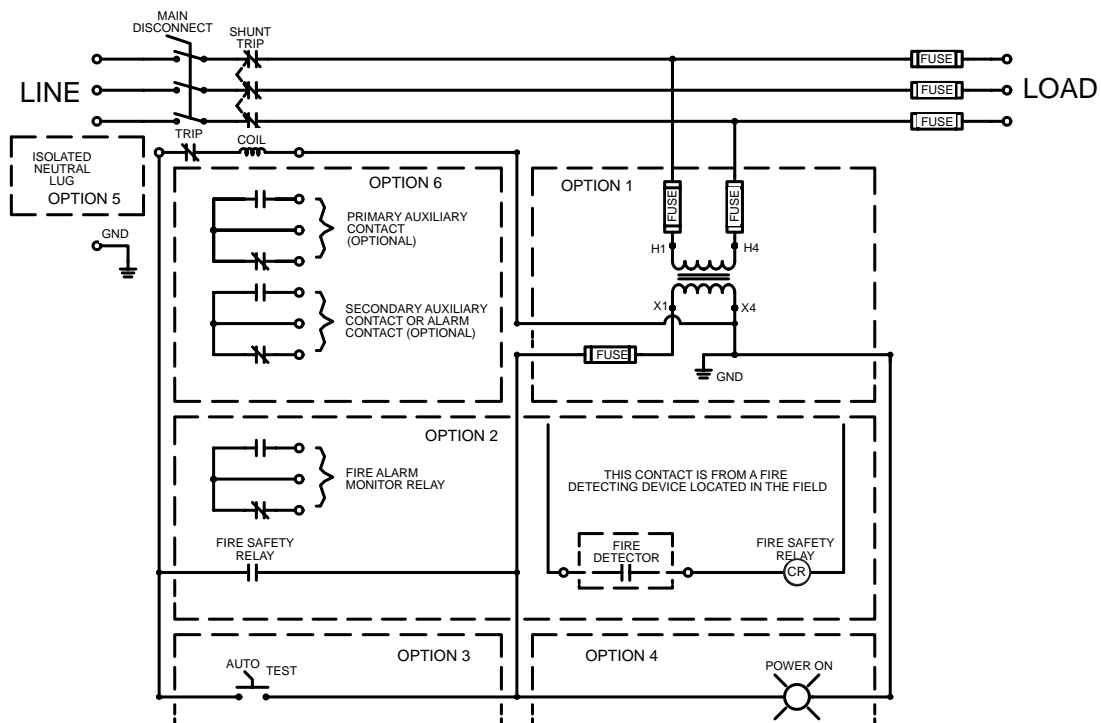 MAIN
DISCONNECT
SHUNT
TRIP
FUSE
LINE
FUSE
LOAD
FUSE
TRIP
COIL
ISOLATED
NEUTRAL
LUG
OPTION 5
GND
OPTION 6
PRIMARY AUXILIARY
CONTACT
(OPTIONAL)
SECONDARY AUXILIARY
CONTACT OR ALARM
CONTACT (OPTIONAL)
OPTION 1
FUSE
FUSE
H1
H4
X1
X4
FUSE
GND
OPTION 2
FIRE ALARM
MONITOR RELAY
FIRE SAFETY
RELAY
THIS CONTACT IS FROM A FIRE
DETECTING DEVICE LOCATED IN THE FIELD
FIRE
DETECTOR
FIRE SAFETY
RELAY
CR
OPTION 3
AUTO
TEST
OPTION 4
POWER ON